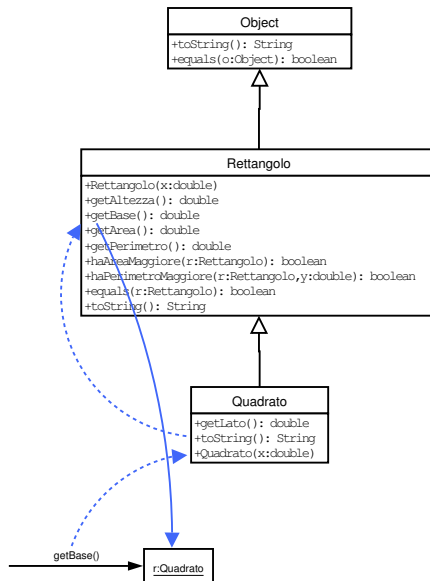 Object
+toString(): String
+equals(o:Object): boolean
Rettangolo
+Rettangolo(x:double)
+getAltezza(): double
+getBase(): double
+getArea(): double
+getPerimetro(): double
+haAreaMaggiore(r:Rettangolo): boolean
+haPerimetroMaggiore(r:Rettangolo,y:double): boolean
+equals(r:Rettangolo): boolean
+toString(): String
Quadrato
+getLato(): double
+toString(): String
+Quadrato(x:double)
getBase()
r:Quadrato